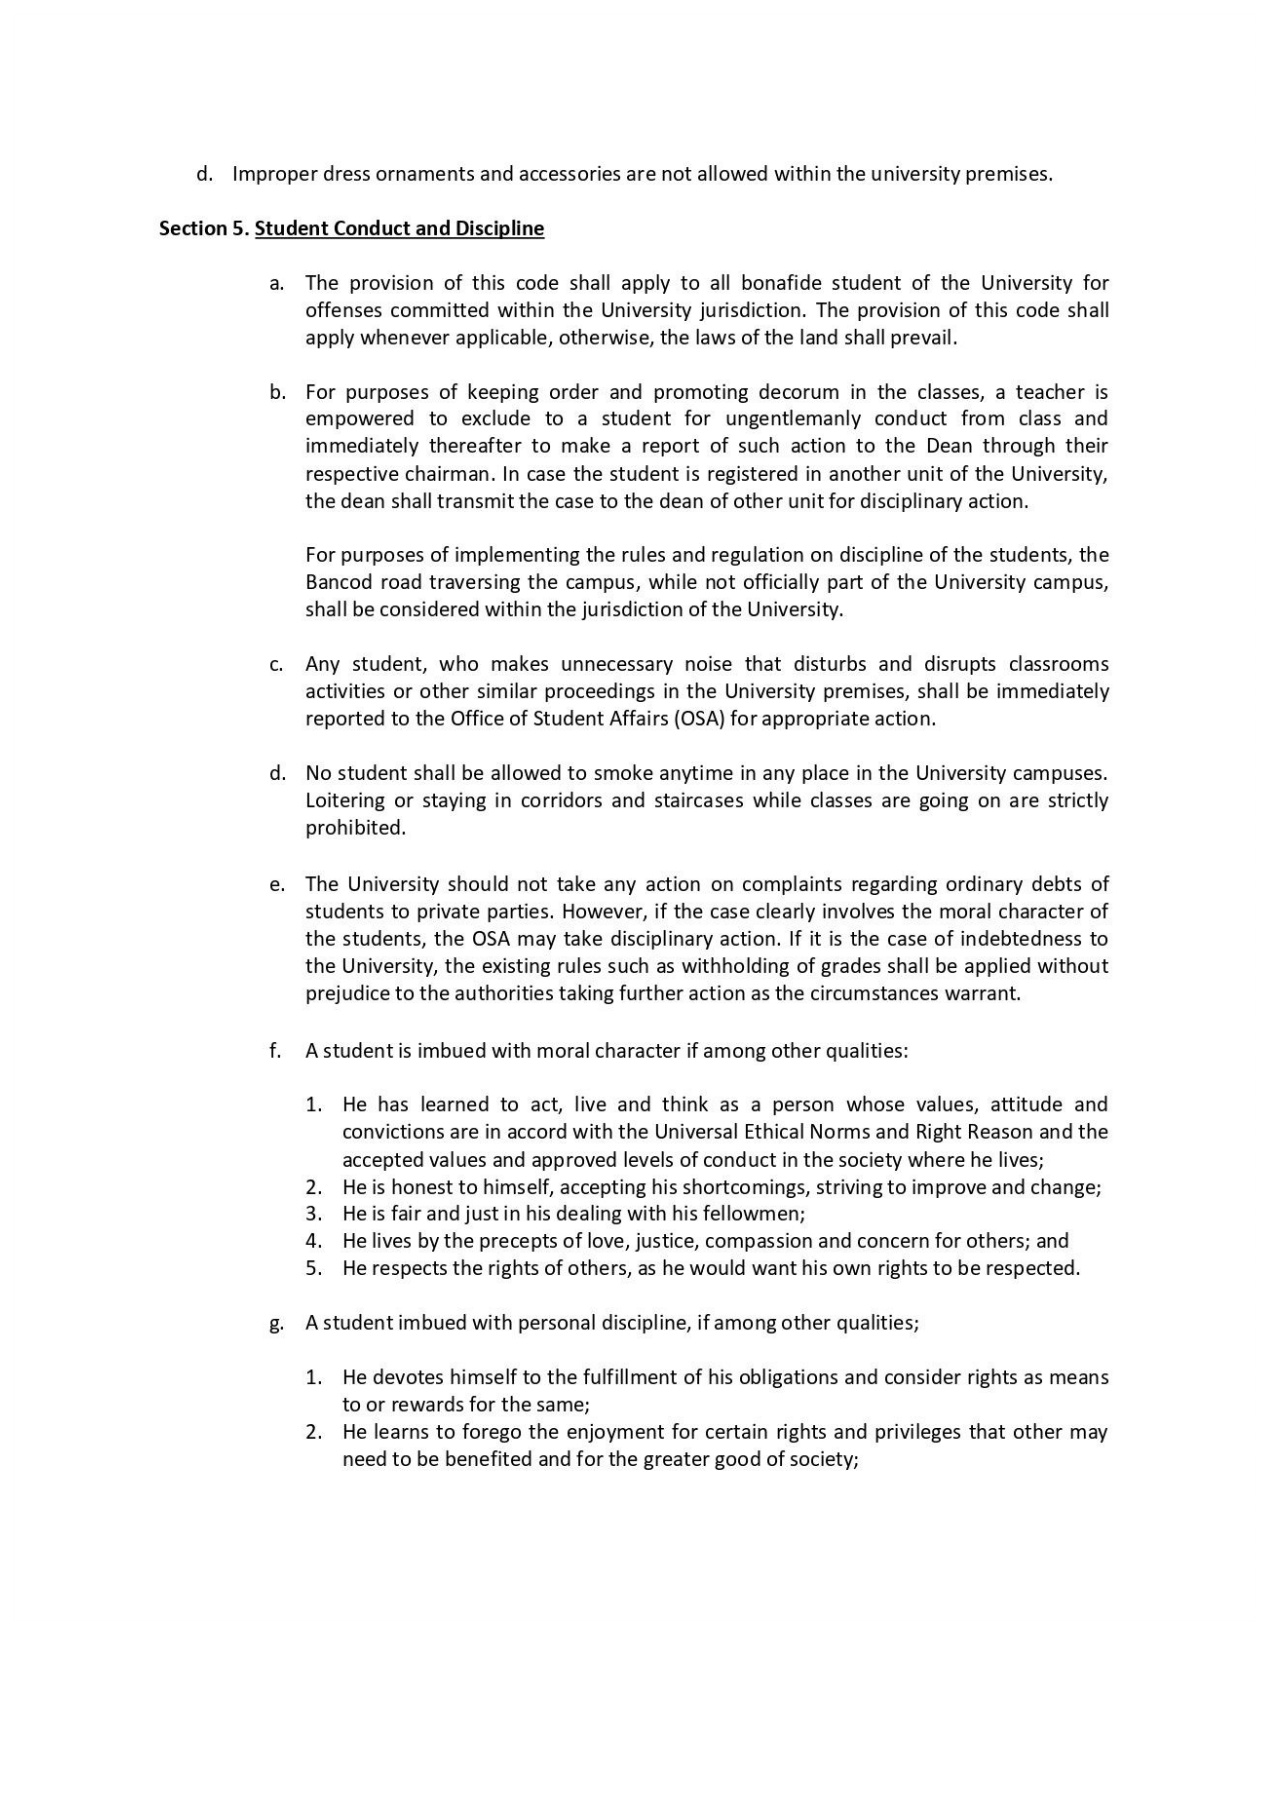 d. Improper dress ornaments and accessories are not allowed within the university premises.
Section 5. Student Conduct and Discipline
a. The provision of this code shall apply to all bonafide student of the University for
offenses committed within the University jurisdiction. The provision of this code shall
apply whenever applicable, otherwise, the laws of the land shall prevail.
b. For purposes of keeping order and promoting decorum in the classes, a teacher is
empowered to exclude to a student for ungentlemanly conduct from class and
immediately thereafter to make a report of such action to the Dean through their
respective chairman. In case the student is registered in another unit of the University,
the dean shall transmit the case to the dean of other unit for disciplinary action.
For purposes of implementing the rules and regulation on discipline of the students, the
Bancod road traversing the campus, while not officially part of the University campus,
shall be considered within the jurisdiction of the University.
c. Any student, who makes unnecessary noise that disturbs and disrupts classrooms
activities or other similar proceedings in the University premises, shall be immediately
reported to the Office of Student Affairs (OSA) for appropriate action.
d. No student shall be allowed to smoke anytime in any place in the University campuses.
Loitering or staying in corridors and staircases while classes are going on are strictly
prohibited.
e. The University should not take any action on complaints regarding ordinary debts of
students to private parties. However, if the case clearly involves the moral character of
the students, the OSA may take disciplinary action. If it is the case of indebtedness to
the University, the existing rules such as withholding of grades shall be applied without
prejudice to the authorities taking further action as the circumstances warrant.
f. A student is imbued with moral character if among other qualities:
1. He has learned to act, live and think as a person whose values, attitude and
convictions are in accord with the Universal Ethical Norms and Right Reason and the
accepted values and approved levels of conduct in the society where he lives;
2. He is honest to himself, accepting his shortcomings, striving to improve and change;
3. He is fair and just in his dealing with his fellowmen;
4. He lives by the precepts of love, justice, compassion and concern for others; and
5. He respects the rights of others, as he would want his own rights to be respected.
g. A student imbued with personal discipline, if among other qualities;
1. He devotes himself to the fulfillment of his obligations and consider rights as means
to or rewards for the same;
2. He learns to forego the enjoyment for certain rights and privileges that other may
need to be benefited and for the greater good of society;